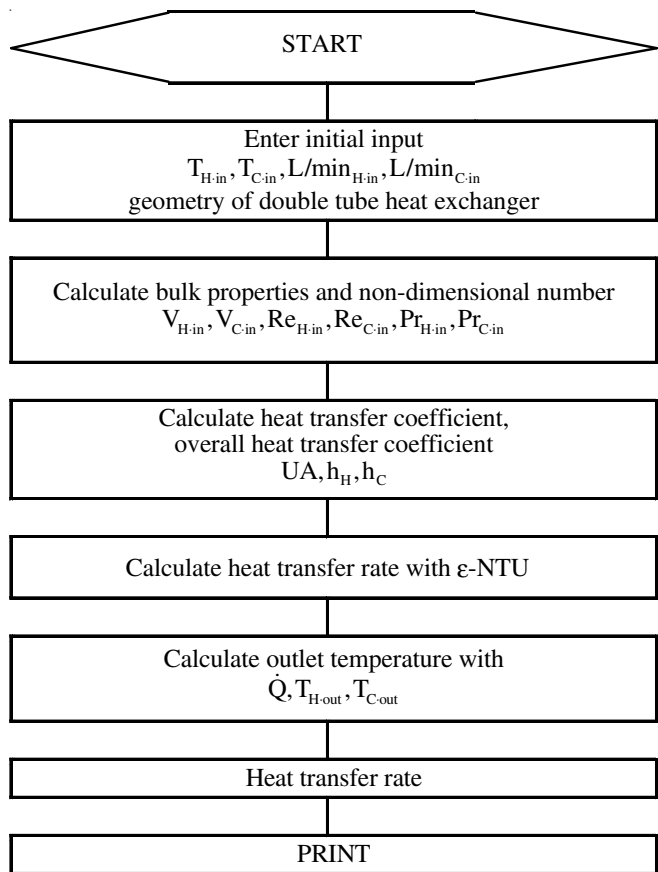 START
Enter initial input
T_H·in, T_C·in, L/min_H·in, L/min_C·in
geometry of double tube heat exchanger
Calculate bulk properties and non-dimensional number
V_H·in, V_C·in, Re_H·in, Re_C·in, Pr_H·in, Pr_C·in
Calculate heat transfer coefficient,
overall heat transfer coefficient
UA, h_H, h_C
Calculate heat transfer rate with ε-NTU
Calculate outlet temperature with
Q̇, T_H·out, T_C·out
Heat transfer rate
PRINT